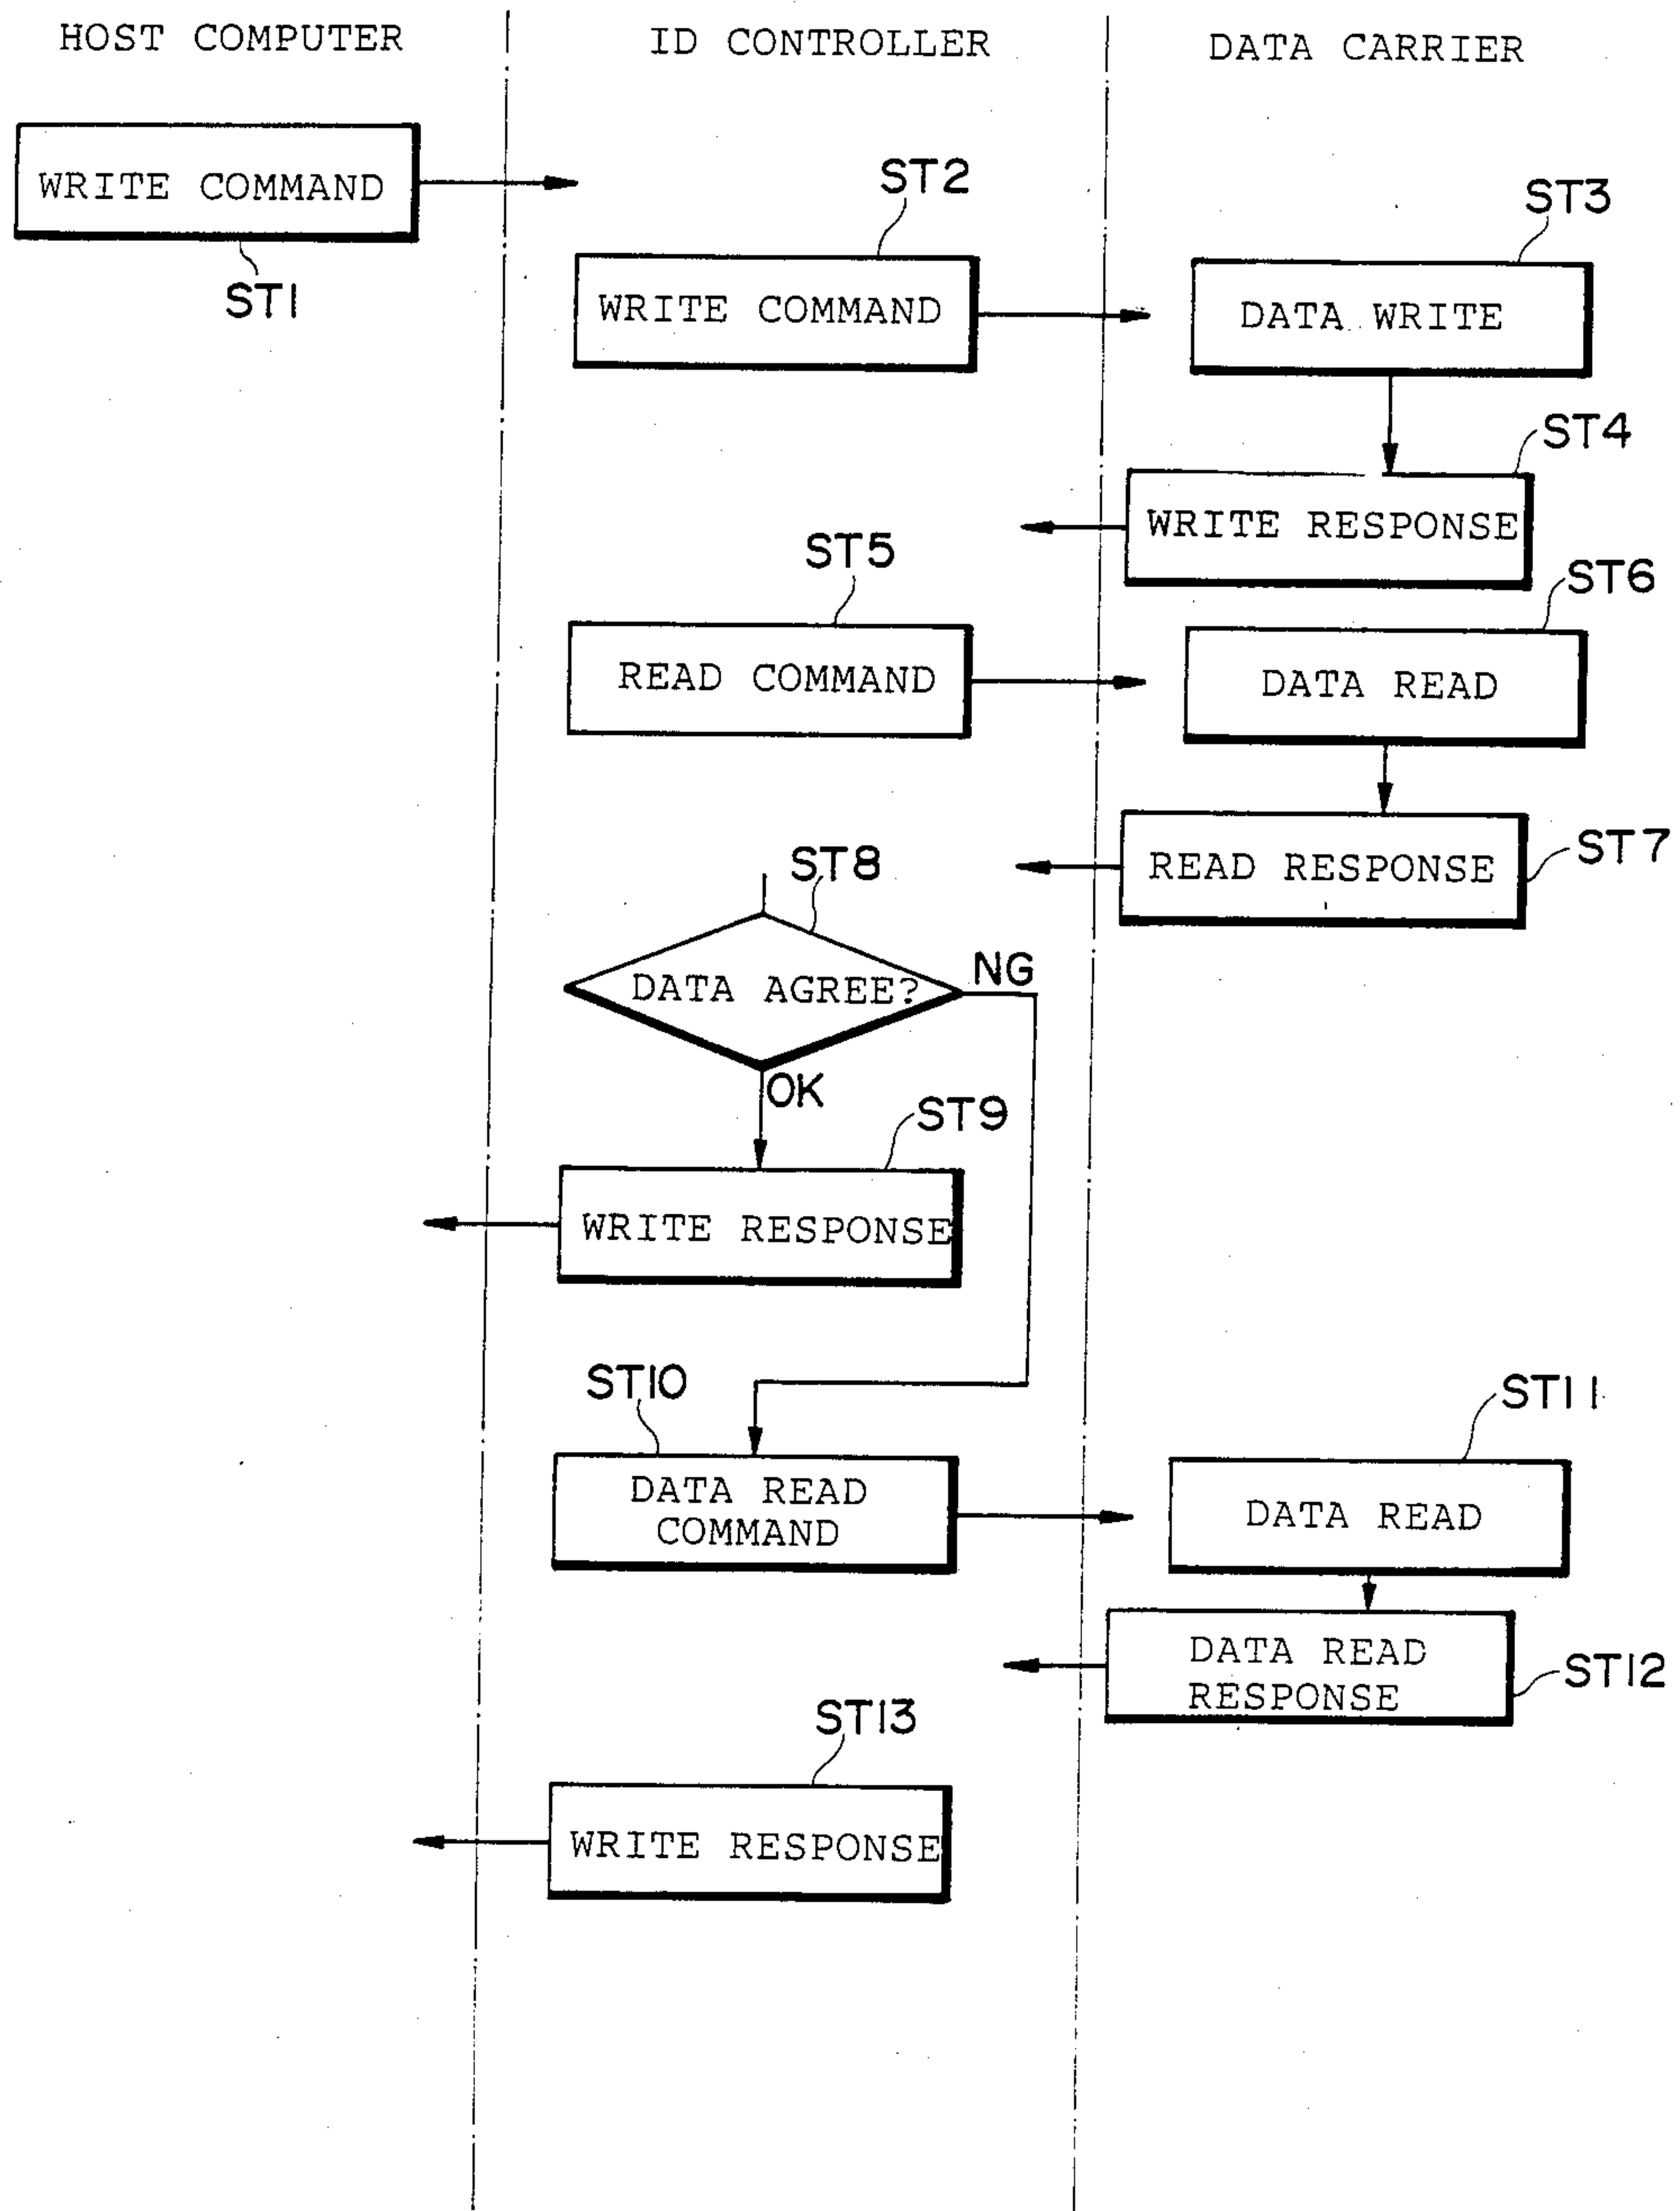 HOST COMPUTER
ID CONTROLLER
DATA CARRIER
WRITE COMMAND
ST1
ST2
WRITE COMMAND
ST3
DATA WRITE
ST4
WRITE RESPONSE
ST5
READ COMMAND
ST6
DATA READ
ST7
READ RESPONSE
ST8
DATA AGREE?
NG
OK
ST9
WRITE RESPONSE
ST10
DATA READ
COMMAND
ST11
DATA READ
DATA READ
RESPONSE
ST12
ST13
WRITE RESPONSE